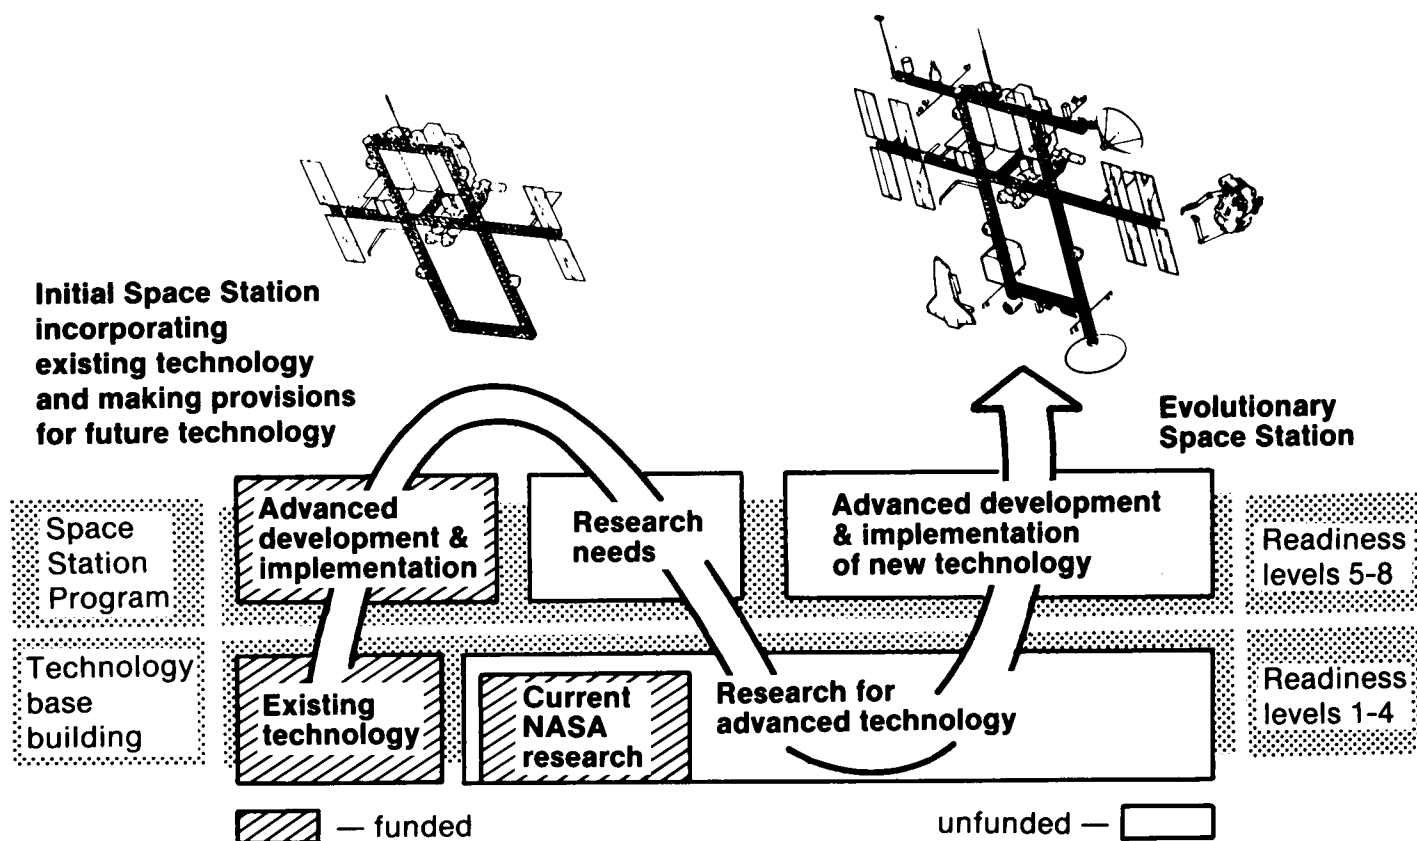 Initial Space Station
incorporating
existing technology
and making provisions
for future technology
Evolutionary
Space Station
Space
Station
Program
Advanced
development &
implementation
Research
needs
Advanced development
& implementation
of new technology
Readiness
levels 5-8
Technology
base
building
Existing
technology
Current
NASA
research
Research for
advanced technology
Readiness
levels 1-4
— funded
unfunded —